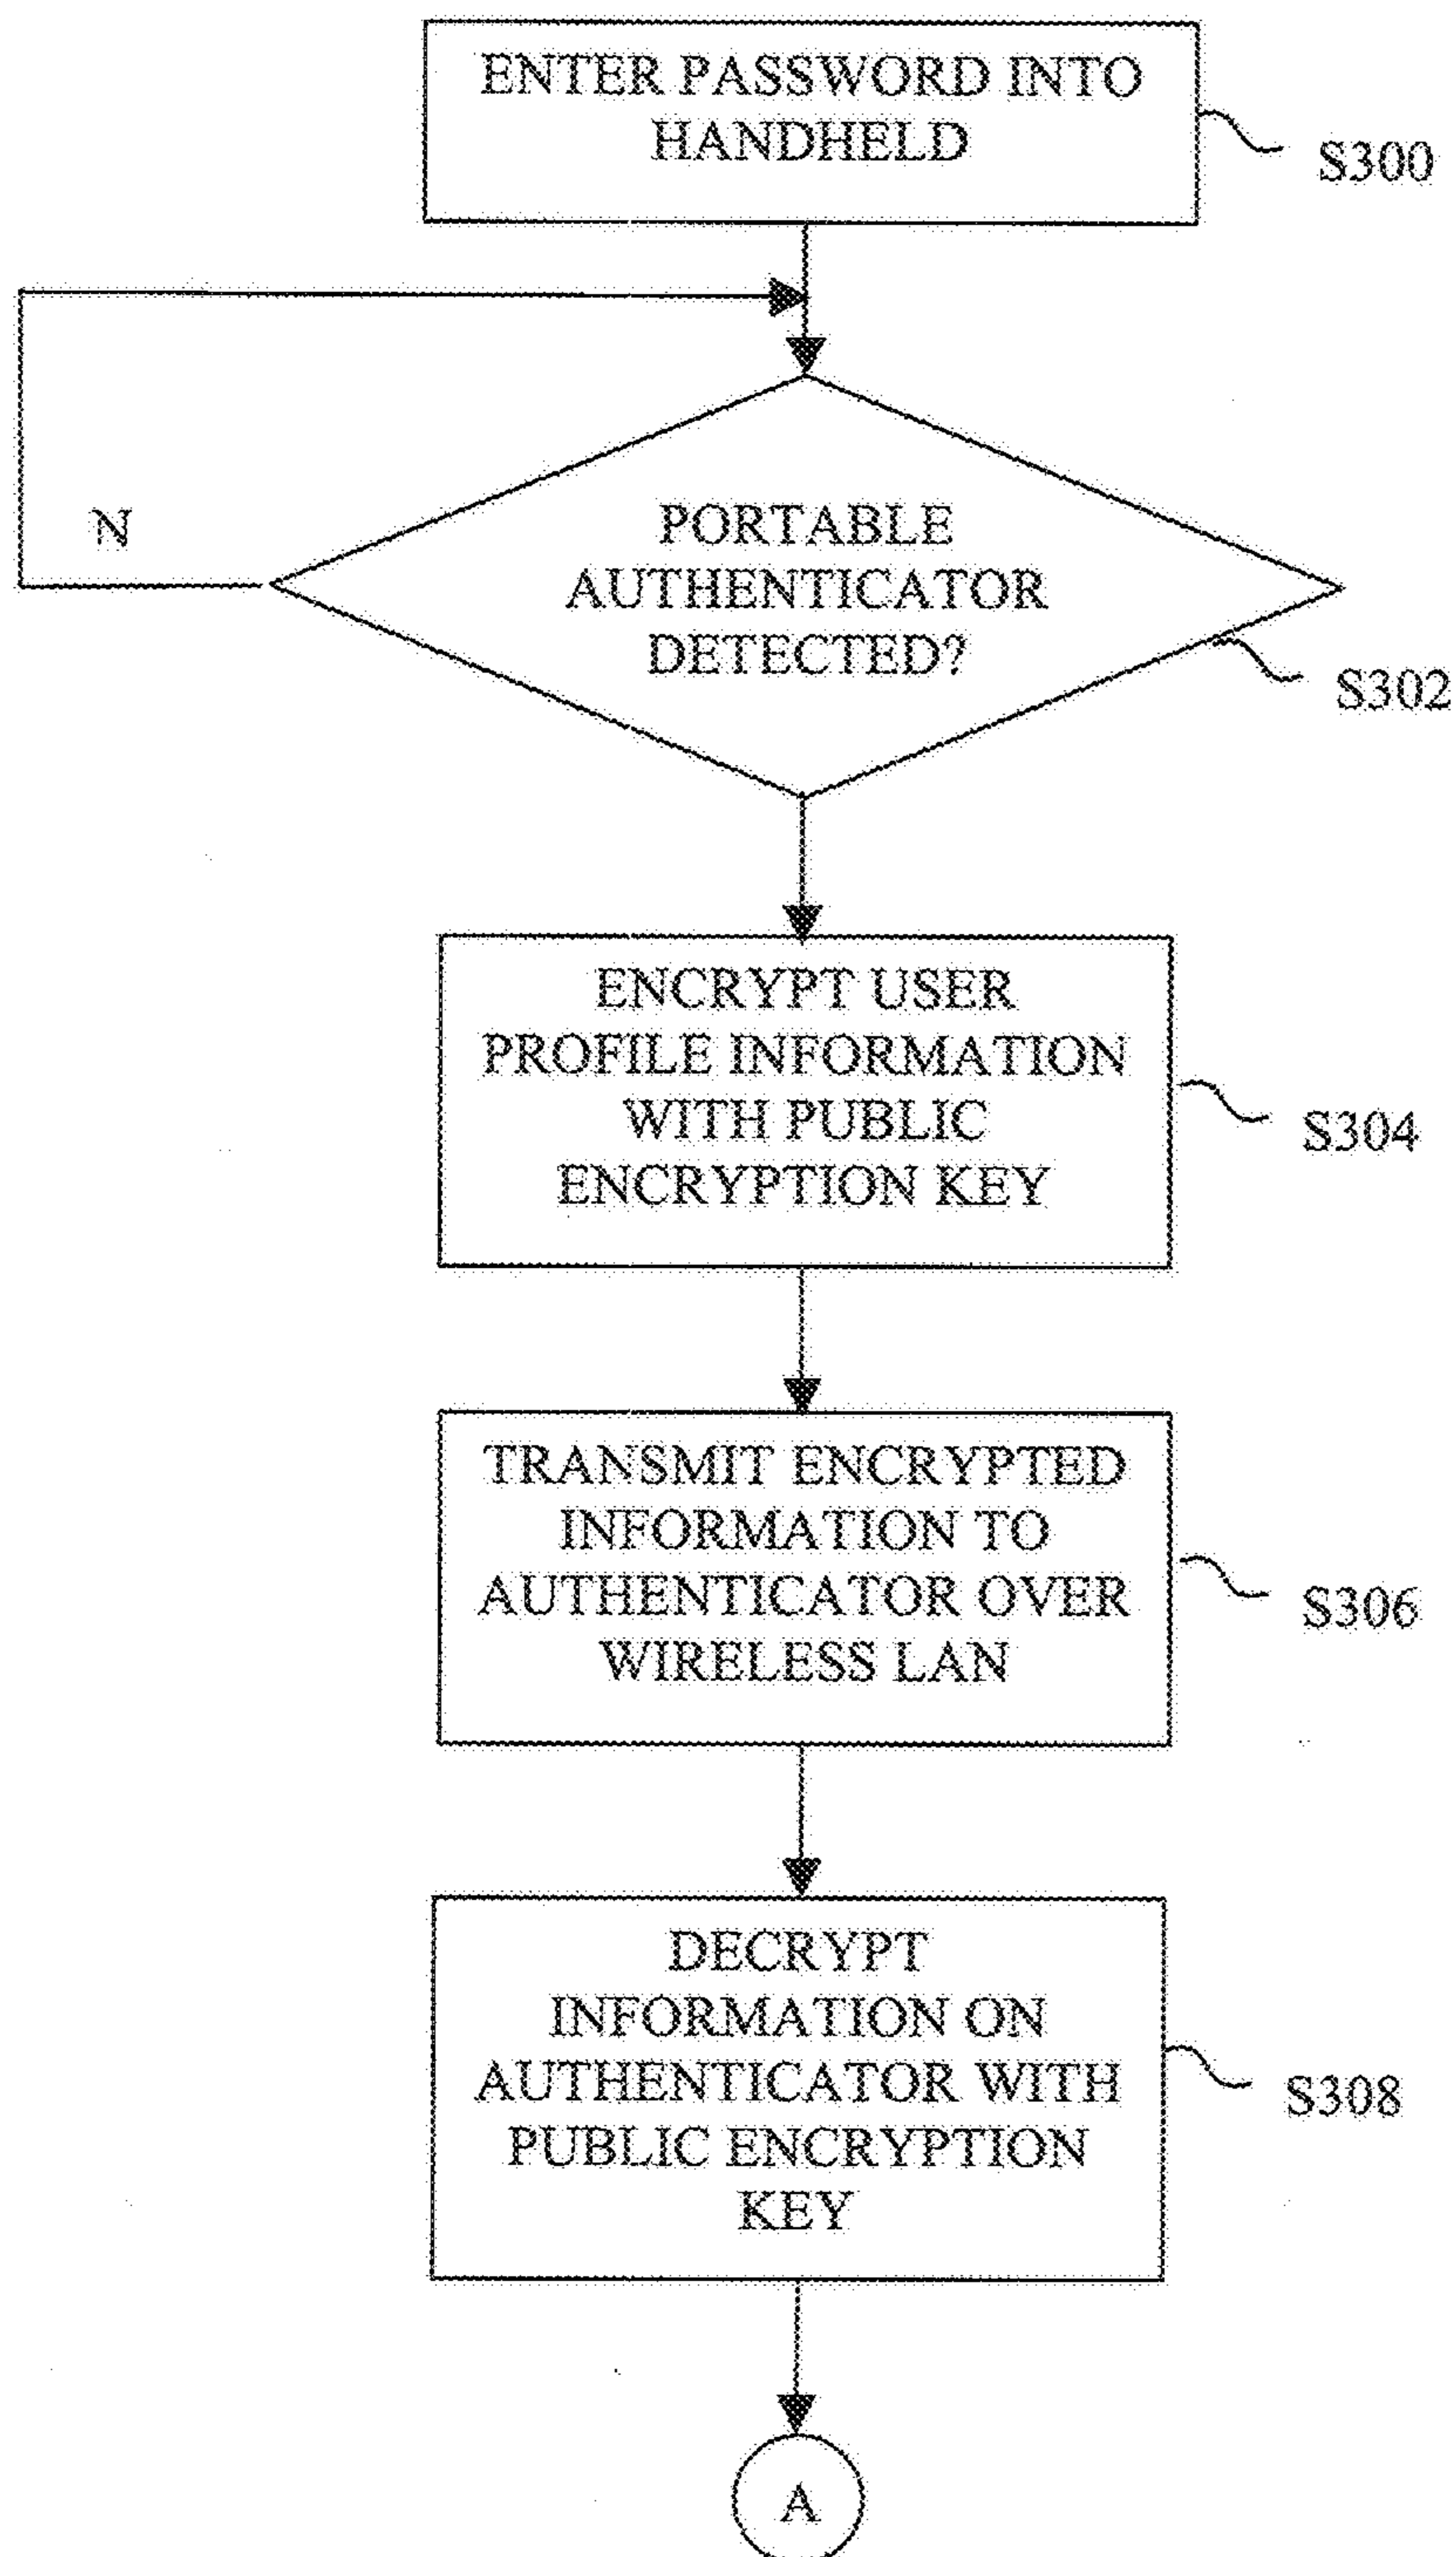 ENTER PASSWORD INTO
HANDHELD
S300
N
PORTABLE
AUTHENTICATOR
DETECTED?
S302
ENCRYPT USER
PROFILE INFORMATION
WITH PUBLIC
ENCRYPTION KEY
S304
TRANSMIT ENCRYPTED
INFORMATION TO
AUTHENTICATOR OVER
WIRELESS LAN
S306
DECRYPT
INFORMATION ON
AUTHENTICATOR WITH
PUBLIC ENCRYPTION
KEY
S308
A